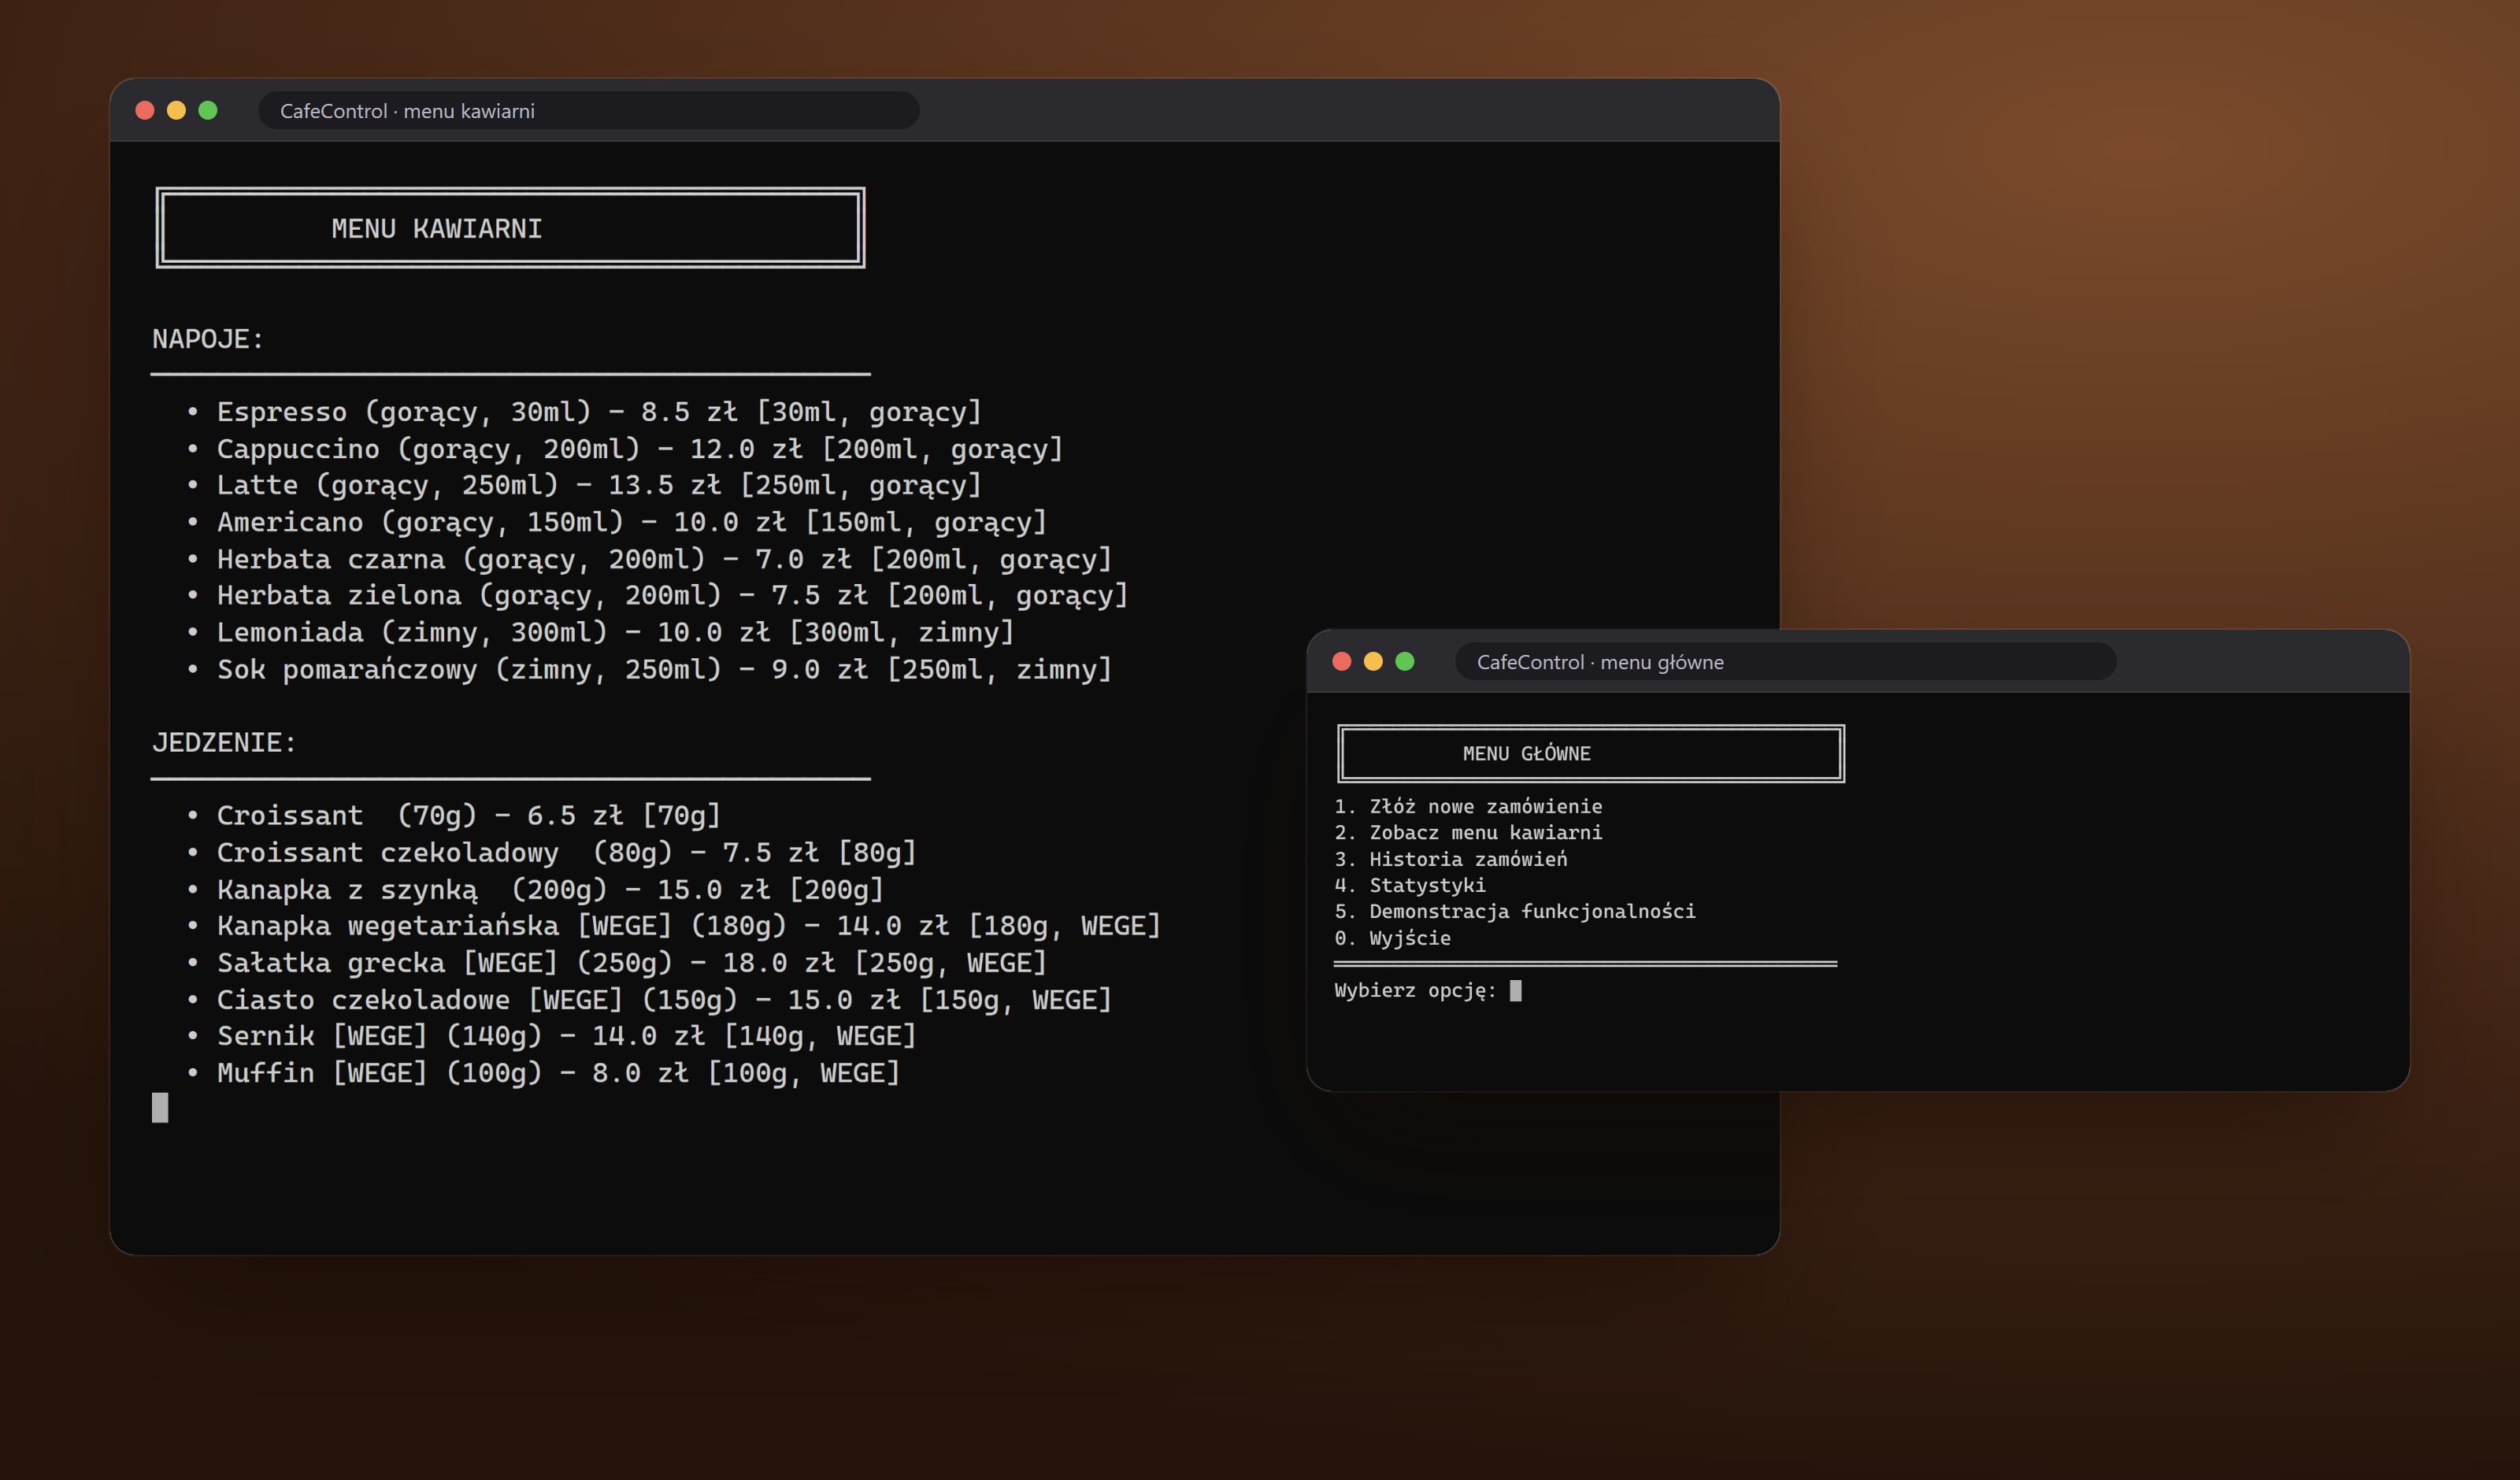 CafeControl · menu kawiarni
MENU KAWIARNI
NAPOJE:
• Espresso (gorący, 30ml) – 8.5 zł [30ml, gorący]
• Cappuccino (gorący, 200ml) – 12.0 zł [200ml, gorący]
• Latte (gorący, 250ml) – 13.5 zł [250ml, gorący]
• Americano (gorący, 150ml) – 10.0 zł [150ml, gorący]
• Herbata czarna (gorący, 200ml) – 7.0 zł [200ml, gorący]
• Herbata zielona (gorący, 200ml) – 7.5 zł [200ml, gorący]
• Lemoniada (zimny, 300ml) – 10.0 zł [300ml, zimny]
• Sok pomarańczowy (zimny, 250ml) – 9.0 zł [250ml, zimny]
JEDZENIE:
• Croissant  (70g) – 6.5 zł [70g]
• Croissant czekoladowy  (80g) – 7.5 zł [80g]
• Kanapka z szynką  (200g) – 15.0 zł [200g]
• Kanapka wegetariańska [WEGE] (180g) – 14.0 zł [180g, WEGE]
• Sałatka grecka [WEGE] (250g) – 18.0 zł [250g, WEGE]
• Ciasto czekoladowe [WEGE] (150g) – 15.0 zł [150g, WEGE]
• Sernik [WEGE] (140g) – 14.0 zł [140g, WEGE]
• Muffin [WEGE] (100g) – 8.0 zł [100g, WEGE]
CafeControl · menu główne
MENU GŁÓWNE
1. Złóż nowe zamówienie
2. Zobacz menu kawiarni
3. Historia zamówień
4. Statystyki
5. Demonstracja funkcjonalności
0. Wyjście
Wybierz opcję: